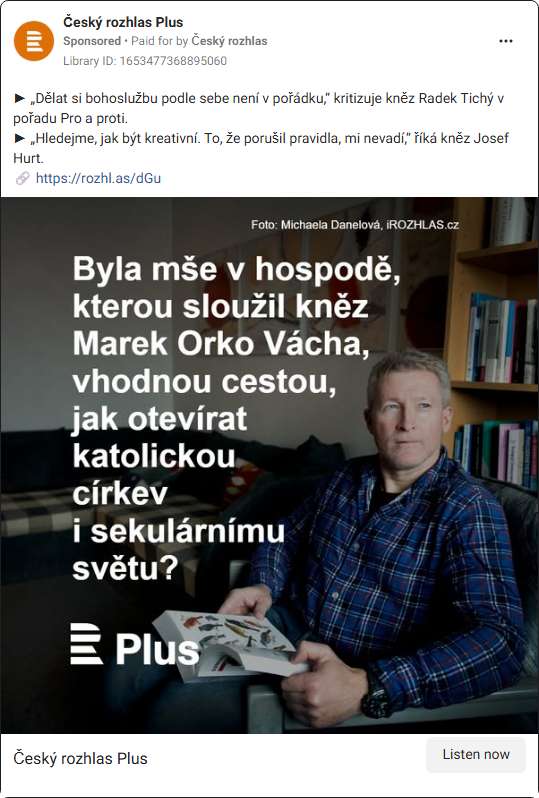 Český rozhlas Plus
Sponsored • Paid for by Český rozhlas
Library ID: 1653477368895060
► „Dělat si bohoslužbu podle sebe není v pořádku,“ kritizuje kněz Radek Tichý v
pořadu Pro a proti.
► „Hledejme, jak být kreativní. To, že porušil pravidla, mi nevadí,“ říká kněz Josef
Hurt.
🔗 https://rozhl.as/dGu
Foto: Michaela Danelová, iROZHLAS.cz
Byla mše v hospodě,
kterou sloužil kněz
Marek Orko Vácha,
vhodnou cestou,
jak otevírat
katolickou
církev
i sekulárnímu
světu?
Plus
Český rozhlas Plus
Listen now